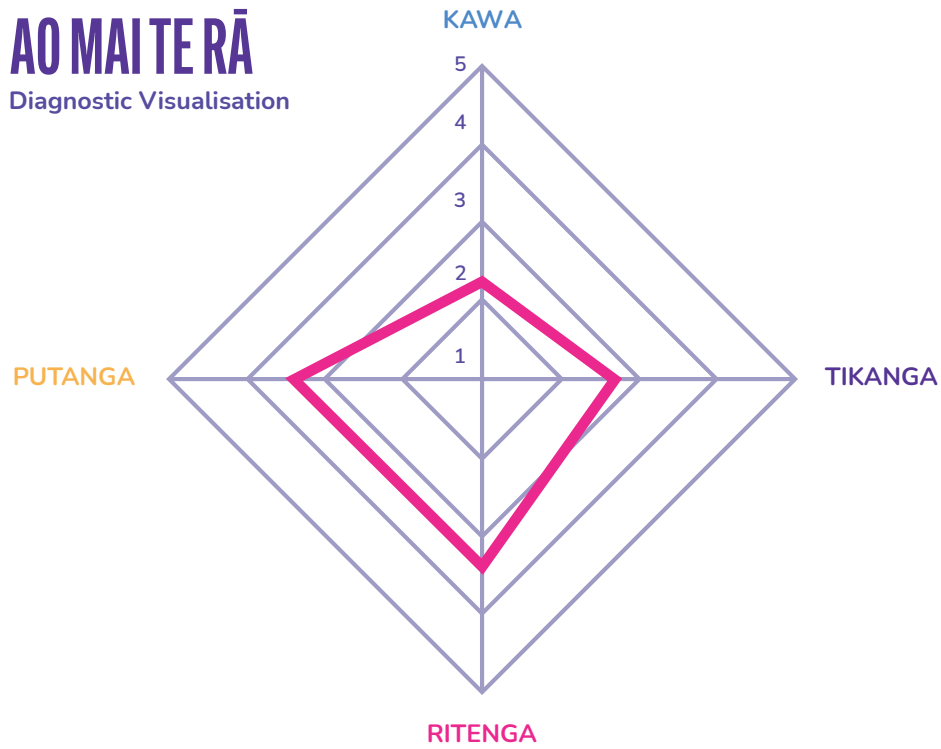 AO MAI TE RĀ
Diagnostic Visualisation
KAWA
5
4
3
2
1
PUTANGA
TIKANGA
RITENGA